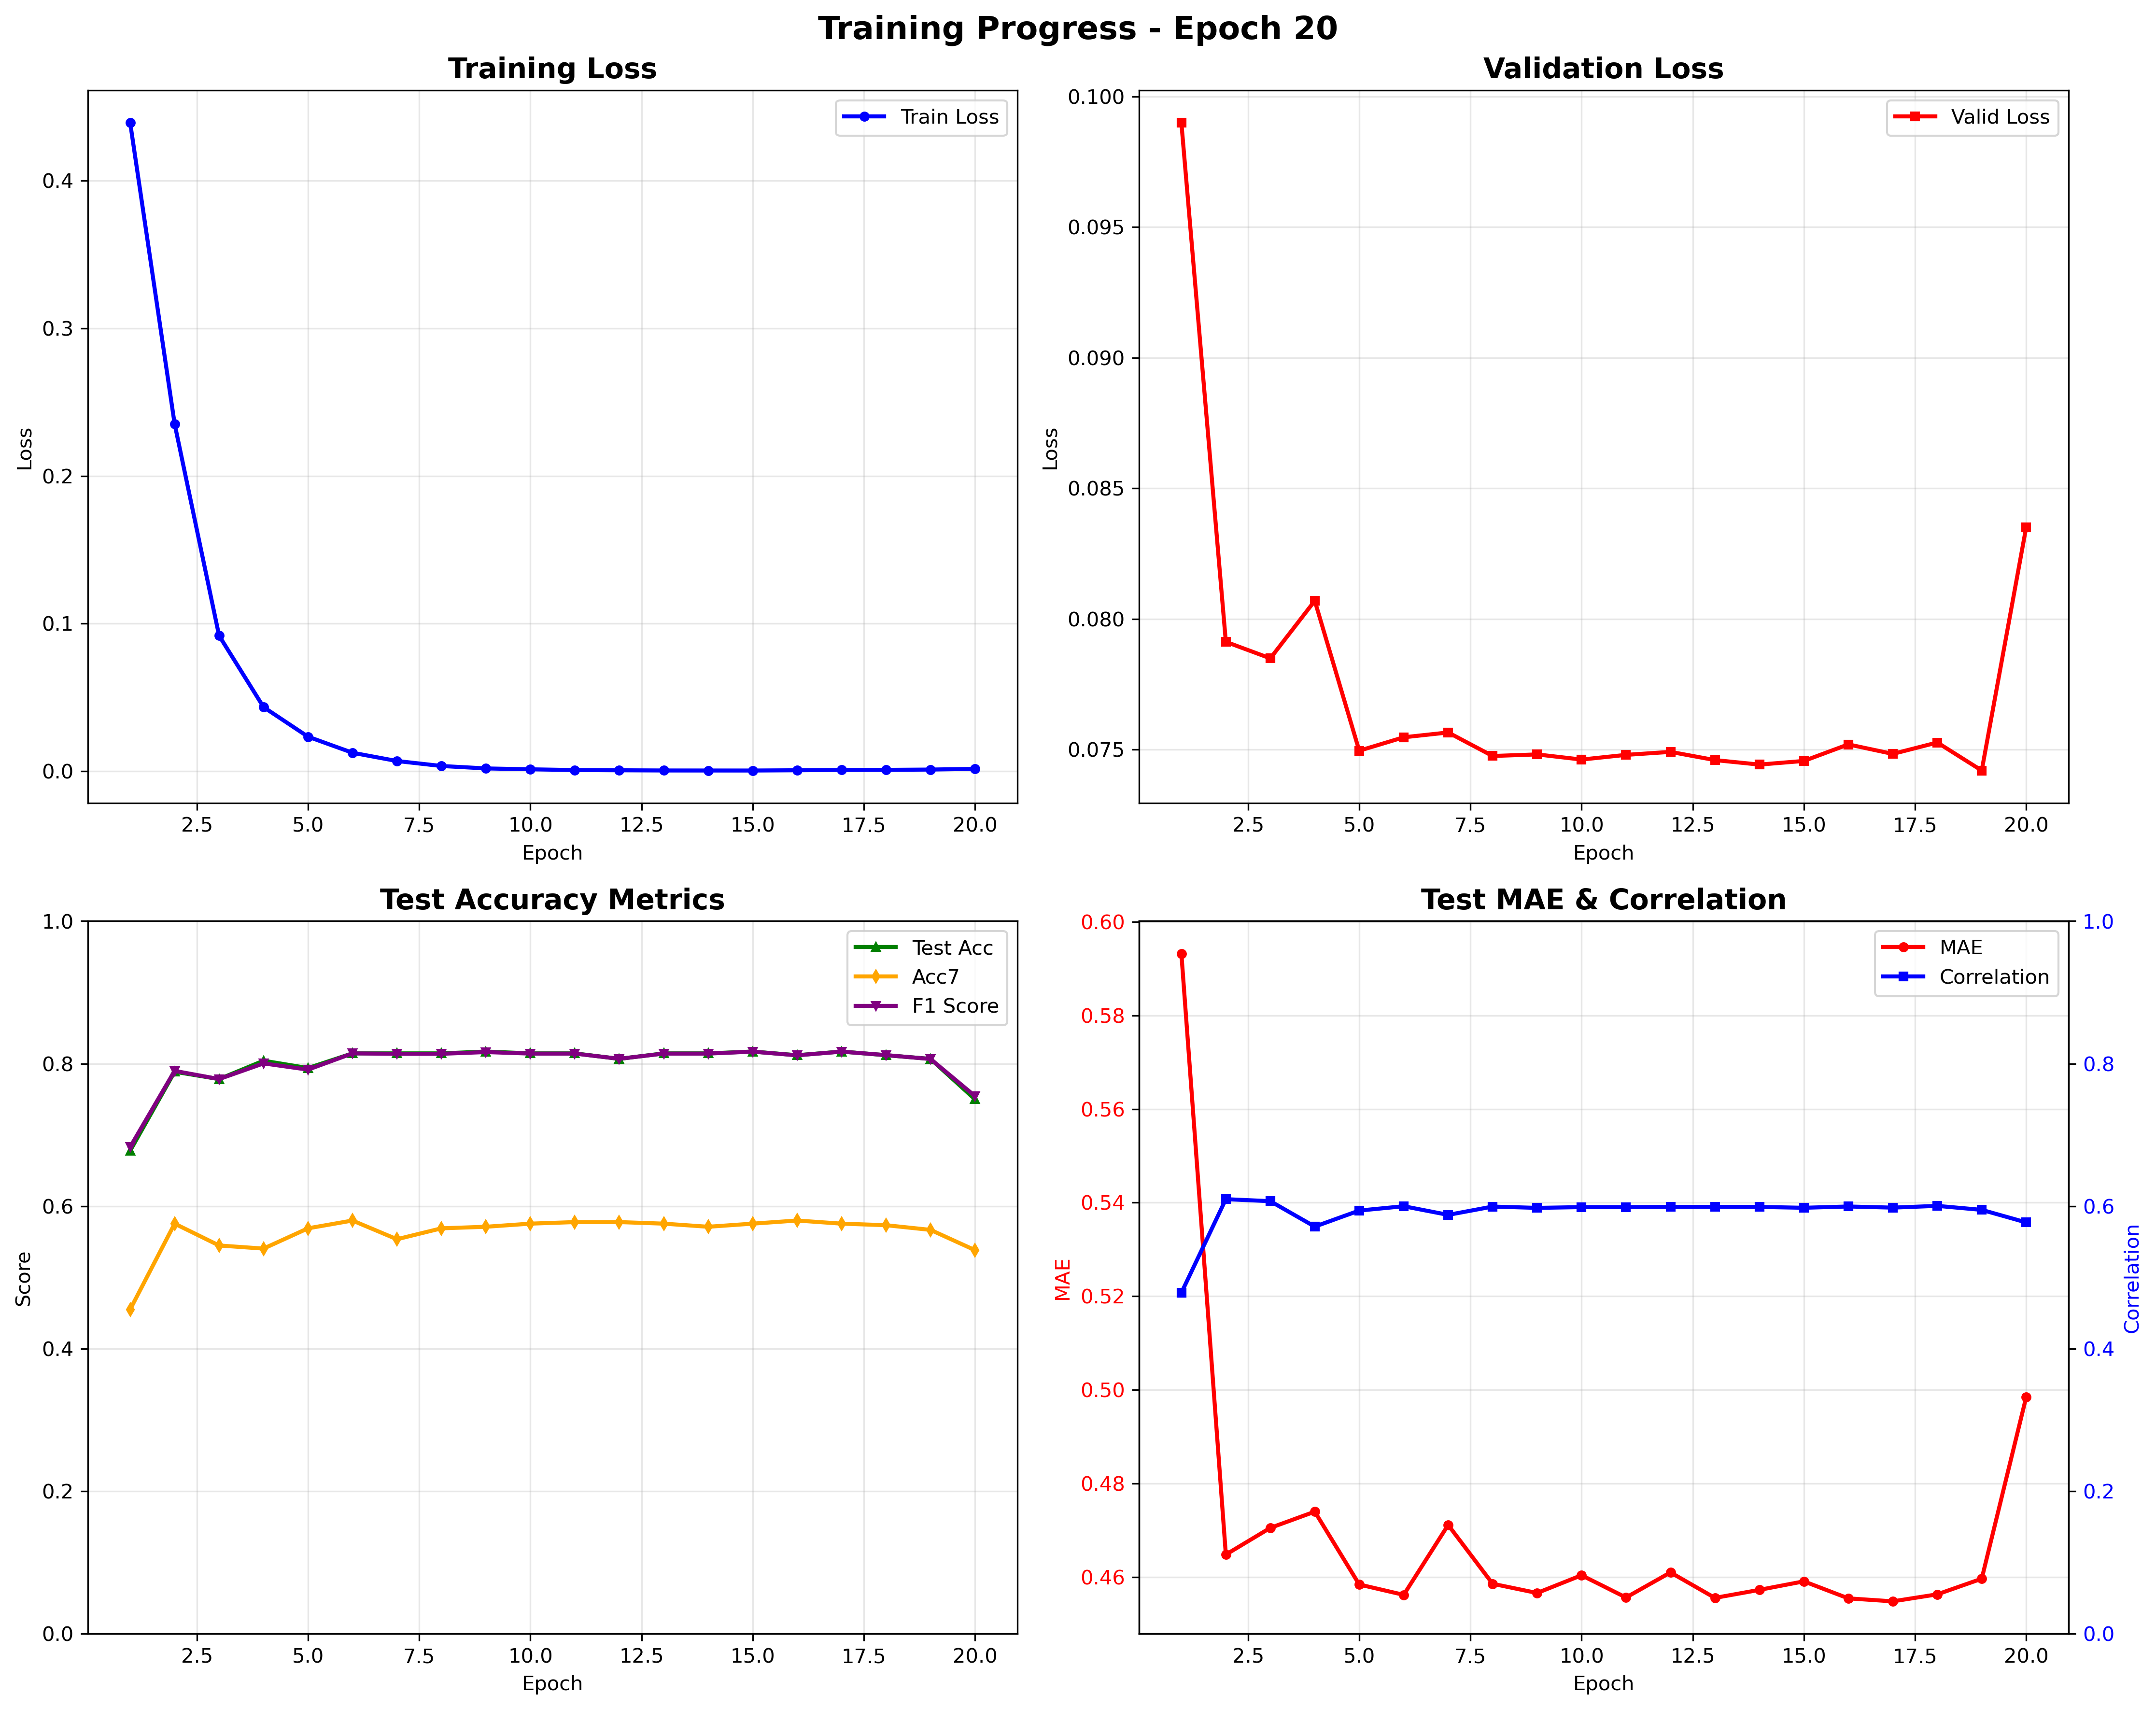 Training Progress - Epoch 20
Training Loss
Train Loss
0.4
0.3
0.2
0.1
0.0
Loss
2.5 5.0 7.5 10.0 12.5 15.0 17.5 20.0
Epoch
Validation Loss
Valid Loss
0.100
0.095
0.090
0.085
0.080
0.075
Loss
2.5 5.0 7.5 10.0 12.5 15.0 17.5 20.0
Epoch
Test Accuracy Metrics
Test Acc
Acc7
F1 Score
1.0
0.8
0.6
0.4
0.2
0.0
Score
2.5 5.0 7.5 10.0 12.5 15.0 17.5 20.0
Epoch
Test MAE & Correlation
MAE
Correlation
0.60
0.58
0.56
0.54
0.52
0.50
0.48
0.46
MAE
1.0
0.8
0.6
0.4
0.2
0.0
Correlation
2.5 5.0 7.5 10.0 12.5 15.0 17.5 20.0
Epoch